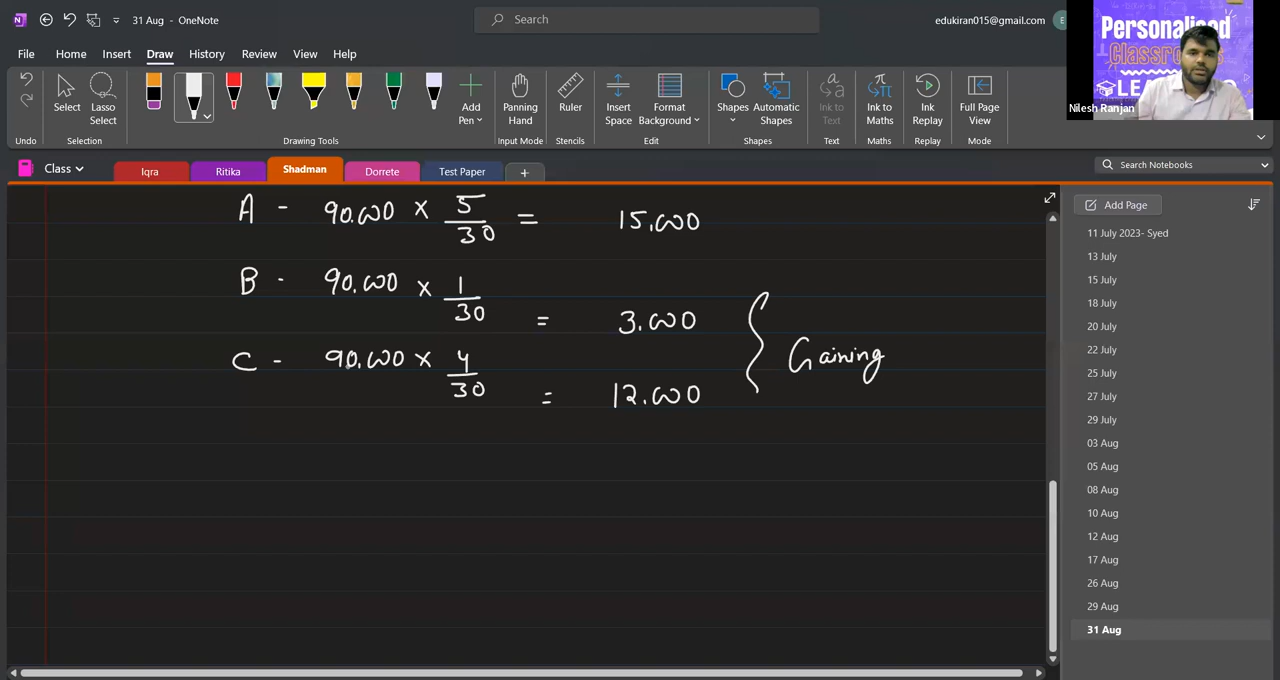 31 Aug - OneNote
Search
edukiran015@gmail.com
E
File Home Insert Draw History Review View Help
Undo
Select
Lasso Select
Selection
Drawing Tools
Add Pen
Panning Hand
Input Mode
Ruler
Stencils
Insert Space
Format Background
Edit
Shapes
Automatic Shapes
Shapes
Ink to Text
Text
Ink to Maths
Maths
Ink Replay
Replay
Full Page View
Mode
Personalised
Classrooms
Nilesh Ranjan
Class Iqra Ritika Shadman Dorrete Test Paper +
Search Notebooks
Add Page
11 July 2023- Syed
13 July
15 July
18 July
20 July
22 July
25 July
27 July
29 July
03 Aug
05 Aug
08 Aug
10 Aug
12 Aug
17 Aug
26 Aug
29 Aug
31 Aug
A - 90.000 × 5/30 = 15.000
B - 90.000 × 1/30 = 3.000
C - 90.000 × 4/30 = 12.000
Gaining